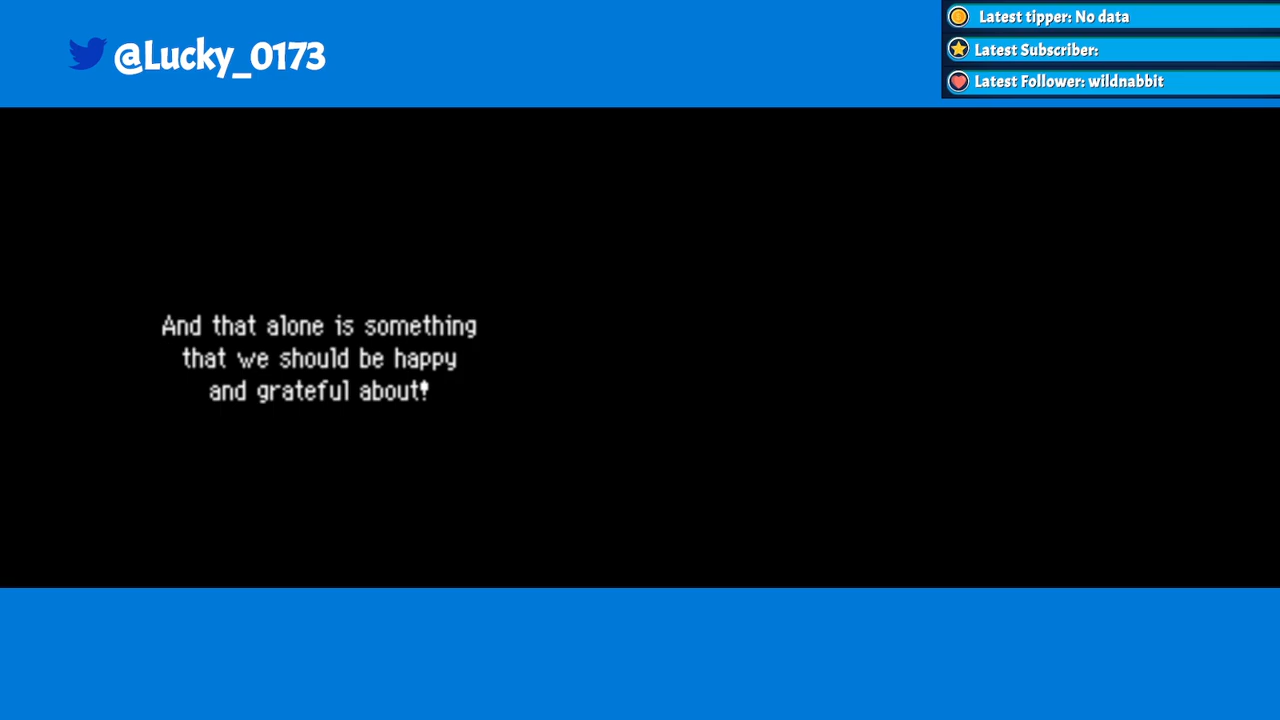 @Lucky_0173
Latest tipper: No data
Latest Subscriber:
Latest Follower: wildnabbit
And that alone is something
that we should be happy
and grateful about!